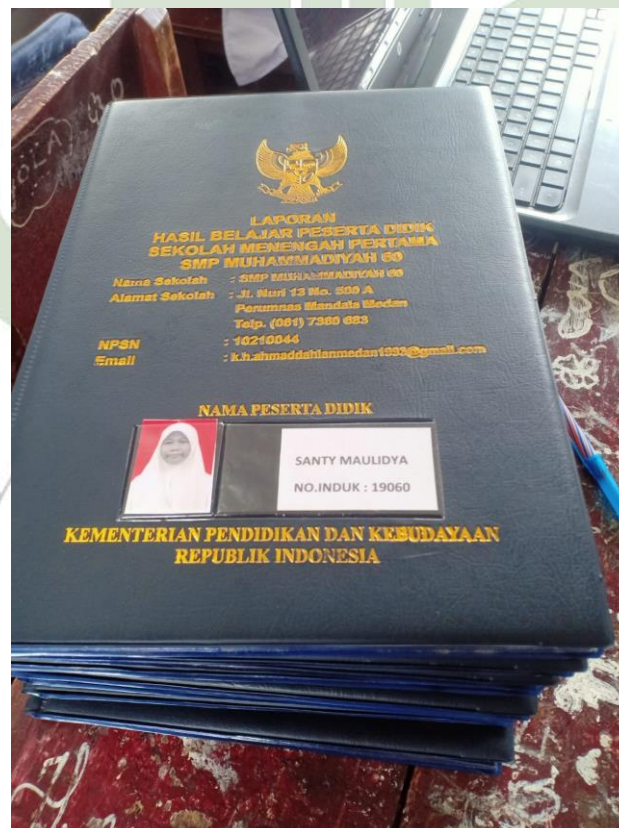 LAPORAN
HASIL BELAJAR PESERTA DIDIK
SEKOLAH MENENGAH PERTAMA
SMP MUHAMMADIYAH 60
Nama Sekolah : SMP MUHAMMADIYAH 60
Alamat Sekolah : Jl. Nuri 13 No. 500 A
Perumnas Mandala Medan
Telp. (061) 7360 683
NPSN : 10210044
Email : k.h.ahmaddahlanmedan1993@gmail.com
NAMA PESERTA DIDIK
SANTY MAULIDYA
NO.INDUK : 19060
KEMENTERIAN PENDIDIKAN DAN KEBUDAYAAN
REPUBLIK INDONESIA